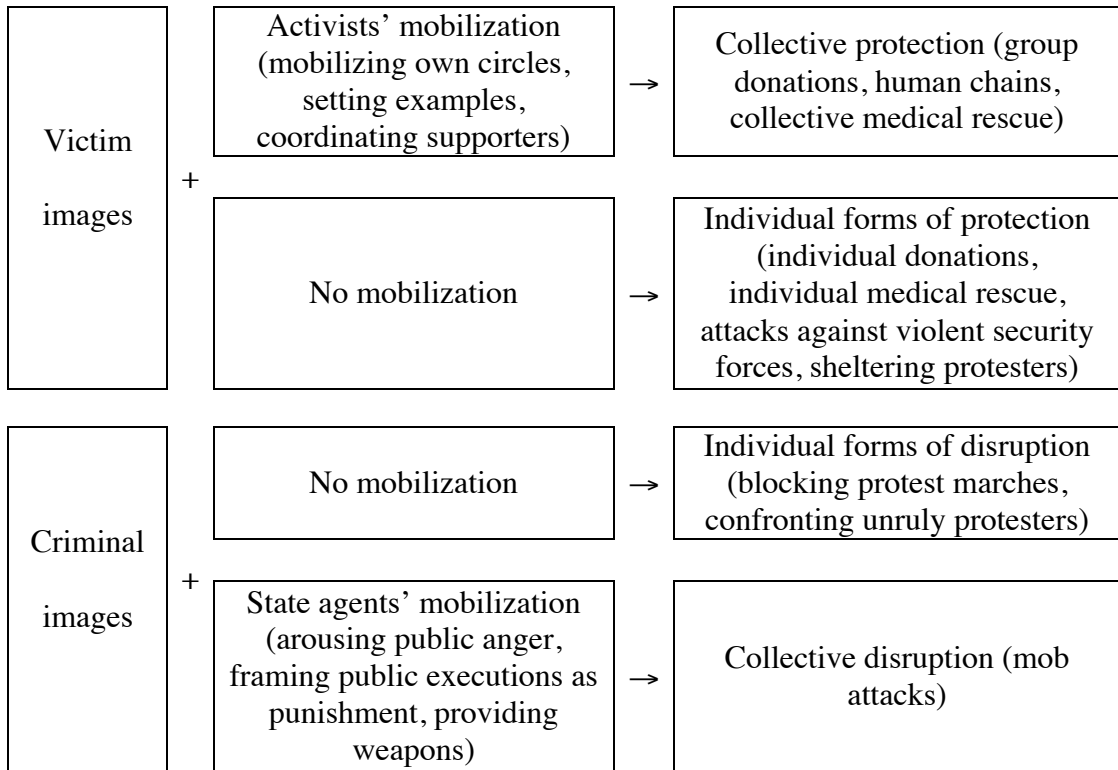 Victim
images
+
Activists’ mobilization
(mobilizing own circles,
setting examples,
coordinating supporters)
→
Collective protection (group
donations, human chains,
collective medical rescue)
No mobilization
→
Individual forms of protection
(individual donations,
individual medical rescue,
attacks against violent security
forces, sheltering protesters)
Criminal
images
+
No mobilization
→
Individual forms of disruption
(blocking protest marches,
confronting unruly protesters)
State agents’ mobilization
(arousing public anger,
framing public executions as
punishment, providing
weapons)
→
Collective disruption (mob
attacks)